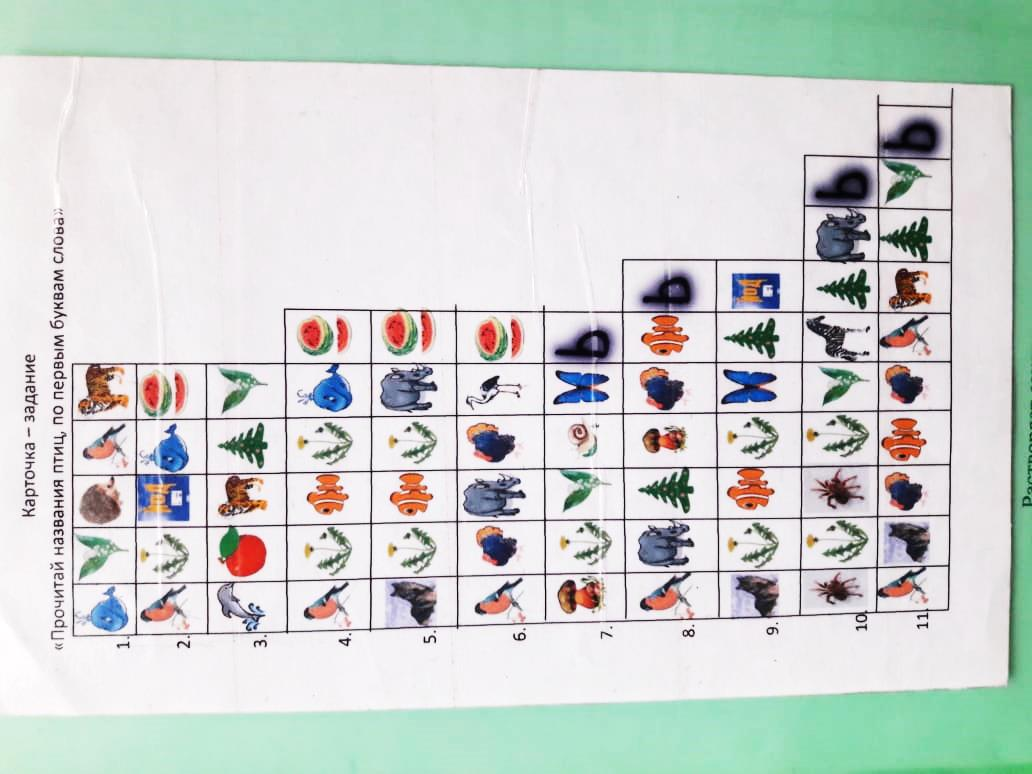 Карточка – задание
«Прочитай названия птиц, по первым буквам слова»
1.
2.
3.
4.
5.
6.
7. Ь
8. Ь
9.
10. Ь
11. Ь